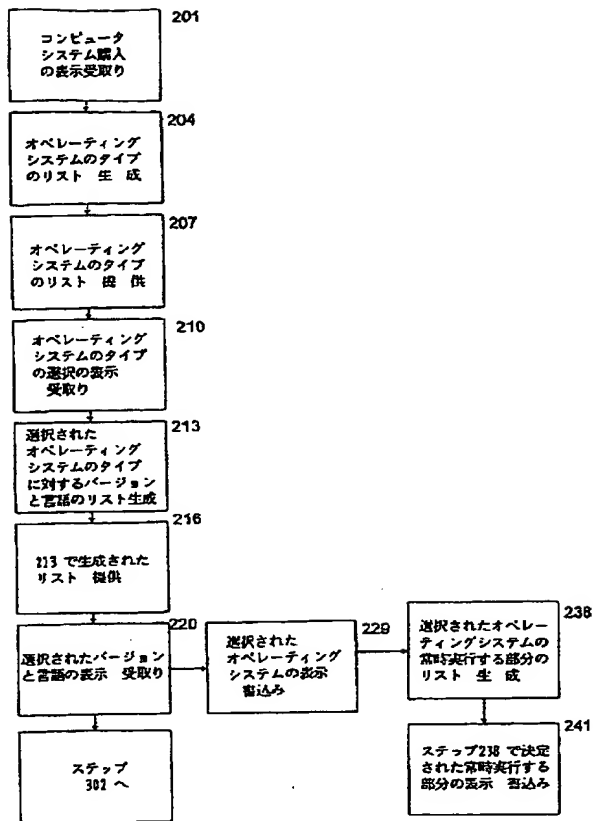 201
コンピュータ
システム購入
の表示受取り
204
オペレーティング
システムのタイプ
のリスト 生 成
207
オペレーティング
システムのタイプ
のリスト 提 供
210
オペレーティング
システムのタイプ
の選択の表示
受取り
213
選択された
オペレーティング
システムのタイプ
に対するバージョン
と言語のリスト生成
216
213 で生成された
リスト 提供
220
選択されたバージョン
と言語の表示 受取り
229
選択された
オペレーティング
システムの表示
書込み
238
選択されたオペレー
ティングシステムの
常時実行する部分の
リスト 生 成
241
ステップ238 で決定
された常時実行する
部分の表示 書込み
ステップ
302 へ